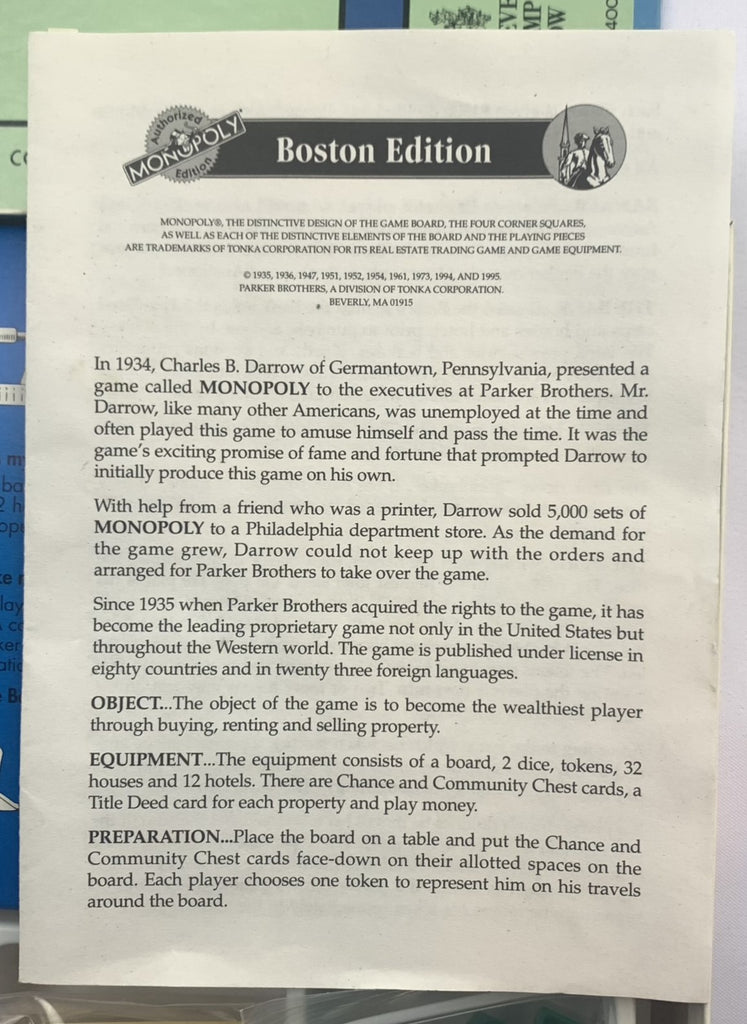 EVE
MP
OW
400
Authorized
MONOPOLY
Edition
Boston Edition
MONOPOLY®, THE DISTINCTIVE DESIGN OF THE GAME BOARD, THE FOUR CORNER SQUARES,
AS WELL AS EACH OF THE DISTINCTIVE ELEMENTS OF THE BOARD AND THE PLAYING PIECES
ARE TRADEMARKS OF TONKA CORPORATION FOR ITS REAL ESTATE TRADING GAME AND GAME EQUIPMENT.
© 1935, 1936, 1947, 1951, 1952, 1954, 1961, 1973, 1994, AND 1995.
PARKER BROTHERS, A DIVISION OF TONKA CORPORATION.
BEVERLY, MA 01915
In 1934, Charles B. Darrow of Germantown, Pennsylvania, presented a
game called MONOPOLY to the executives at Parker Brothers. Mr.
Darrow, like many other Americans, was unemployed at the time and
often played this game to amuse himself and pass the time. It was the
game's exciting promise of fame and fortune that prompted Darrow to
initially produce this game on his own.
With help from a friend who was a printer, Darrow sold 5,000 sets of
MONOPOLY to a Philadelphia department store. As the demand for
the game grew, Darrow could not keep up with the orders and
arranged for Parker Brothers to take over the game.
Since 1935 when Parker Brothers acquired the rights to the game, it has
become the leading proprietary game not only in the United States but
throughout the Western world. The game is published under license in
eighty countries and in twenty three foreign languages.
OBJECT...The object of the game is to become the wealthiest player
through buying, renting and selling property.
EQUIPMENT...The equipment consists of a board, 2 dice, tokens, 32
houses and 12 hotels. There are Chance and Community Chest cards, a
Title Deed card for each property and play money.
PREPARATION...Place the board on a table and put the Chance and
Community Chest cards face-down on their allotted spaces on the
board. Each player chooses one token to represent him on his travels
around the board.